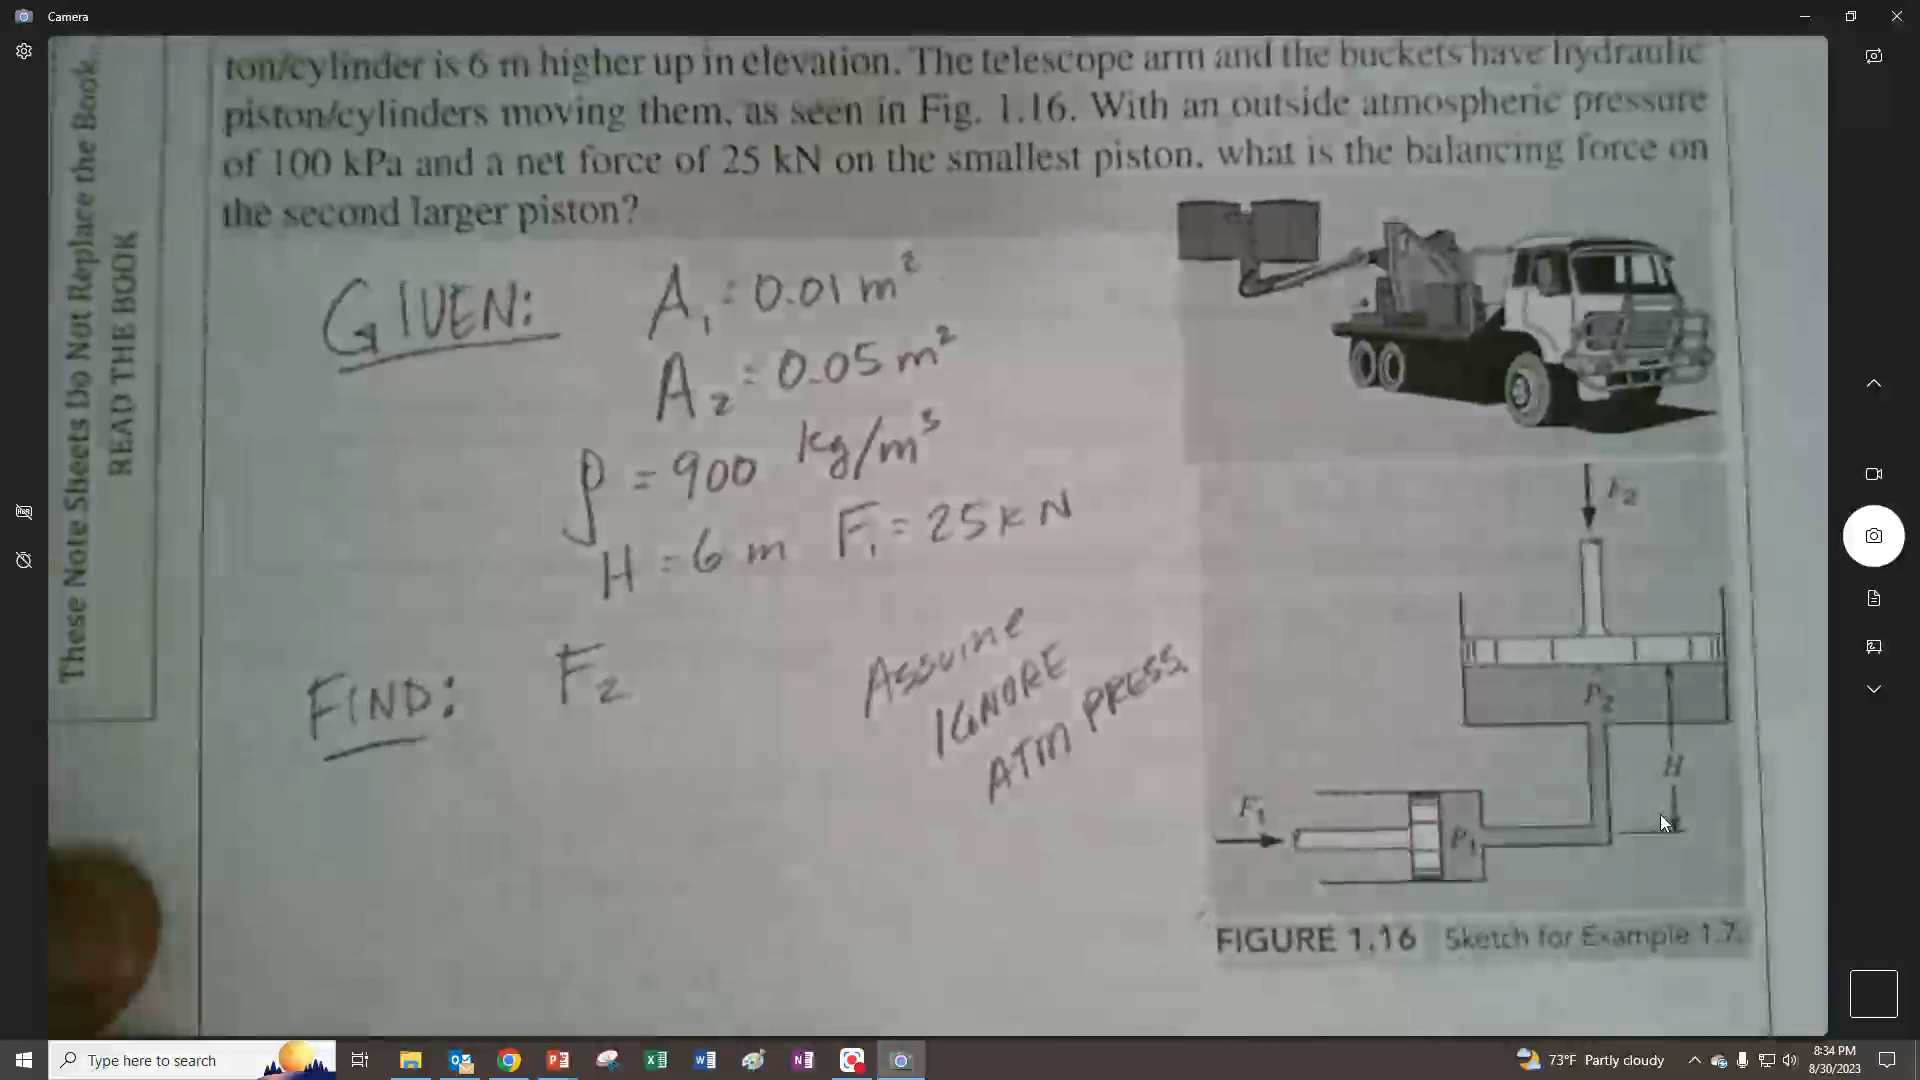 Camera
ton/cylinder is 6 m higher up in elevation. The telescope arm and the buckets have hydraulic
piston/cylinders moving them, as seen in Fig. 1.16. With an outside atmospheric pressure
of 100 kPa and a net force of 25 kN on the smallest piston, what is the balancing force on
the second larger piston?
These Note Sheets Do Not Replace the Book...
READ THE BOOK
GIVEN: A₁ = 0.01 m²
A₂ = 0.05 m²
ρ = 900 kg/m³
H = 6 m F₁ = 25 kN
FIND: F₂
ASSUME
IGNORE
ATM PRESS.
F₂
P₂
H
F₁
P₁
FIGURE 1.16 Sketch for Example 1.7.
Type here to search
73°F Partly cloudy
8:34 PM
8/30/2023